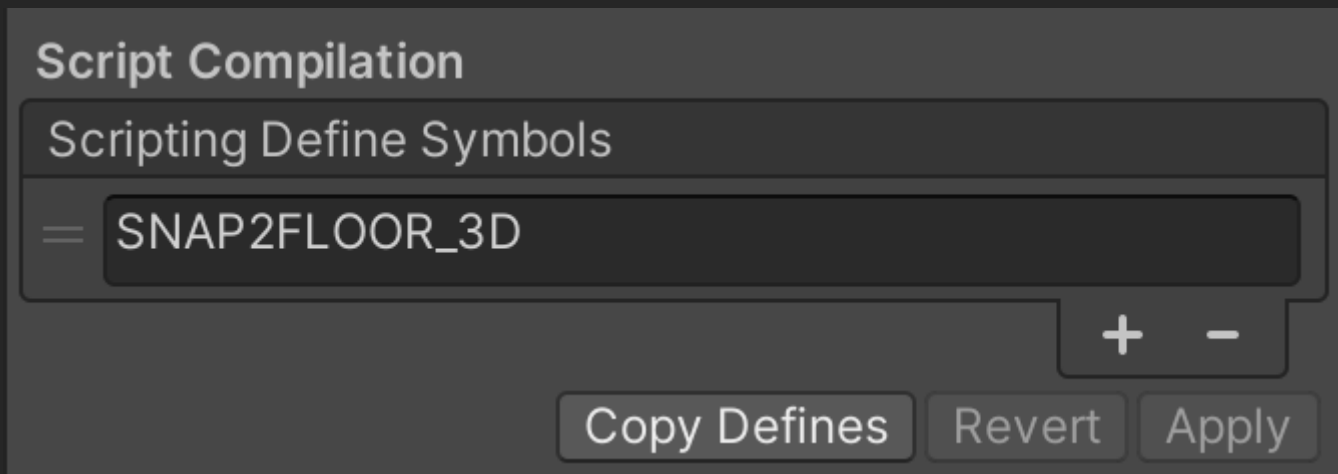 Script Compilation
Scripting Define Symbols
SNAP2FLOOR_3D
+ -
Copy Defines Revert Apply